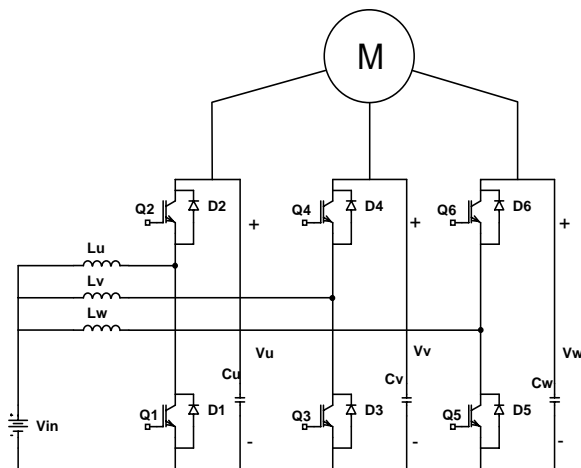 M
Q2 D2 Q4 D4 Q6 D6
+ + +
Lu
Lv
Lw
Vu Vv Vw
Cu Cv Cw
Q1 D1 Q3 D3 Q5 D5
+ - Vin
- - -